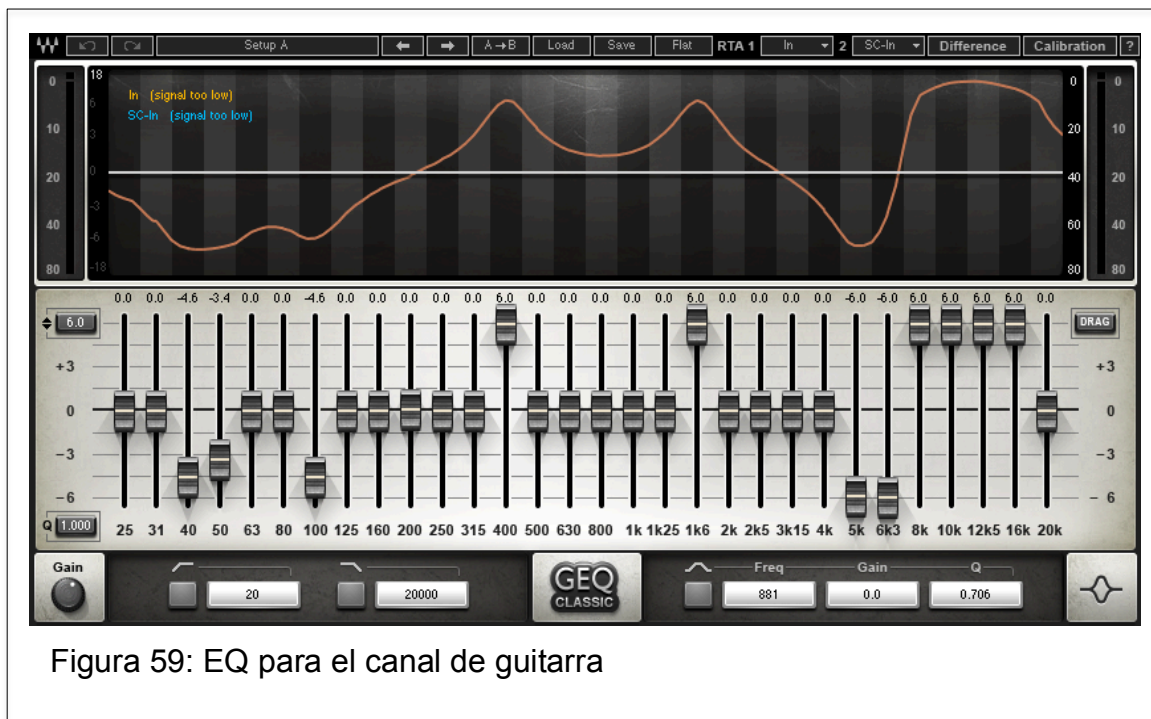 Setup A A→B Load Save Flat RTA 1 In 2 SC-In Difference Calibration ?
0 18 In (signal too low) 0 0
6
SC-In (signal too low)
10 3 20 10
20 0 40 20
-3
40 -6 60 40
80 -18 80 80
0.0 0.0 -4.6 -3.4 0.0 0.0 -4.6 0.0 0.0 0.0 0.0 0.0 6.0 0.0 0.0 0.0 0.0 0.0 6.0 0.0 0.0 0.0 0.0 -6.0 -6.0 6.0 6.0 6.0 6.0 0.0
6.0 DRAG
+3 +3
0 0
-3 -3
-6 - 6
Q 1.000 25 31 40 50 63 80 100 125 160 200 250 315 400 500 630 800 1k 1k25 1k6 2k 2k5 3k15 4k 5k 6k3 8k 10k 12k5 16k 20k
Gain Freq Gain Q
20 20000 GEQ 881 0.0 0.706
CLASSIC
Figura 59: EQ para el canal de guitarra